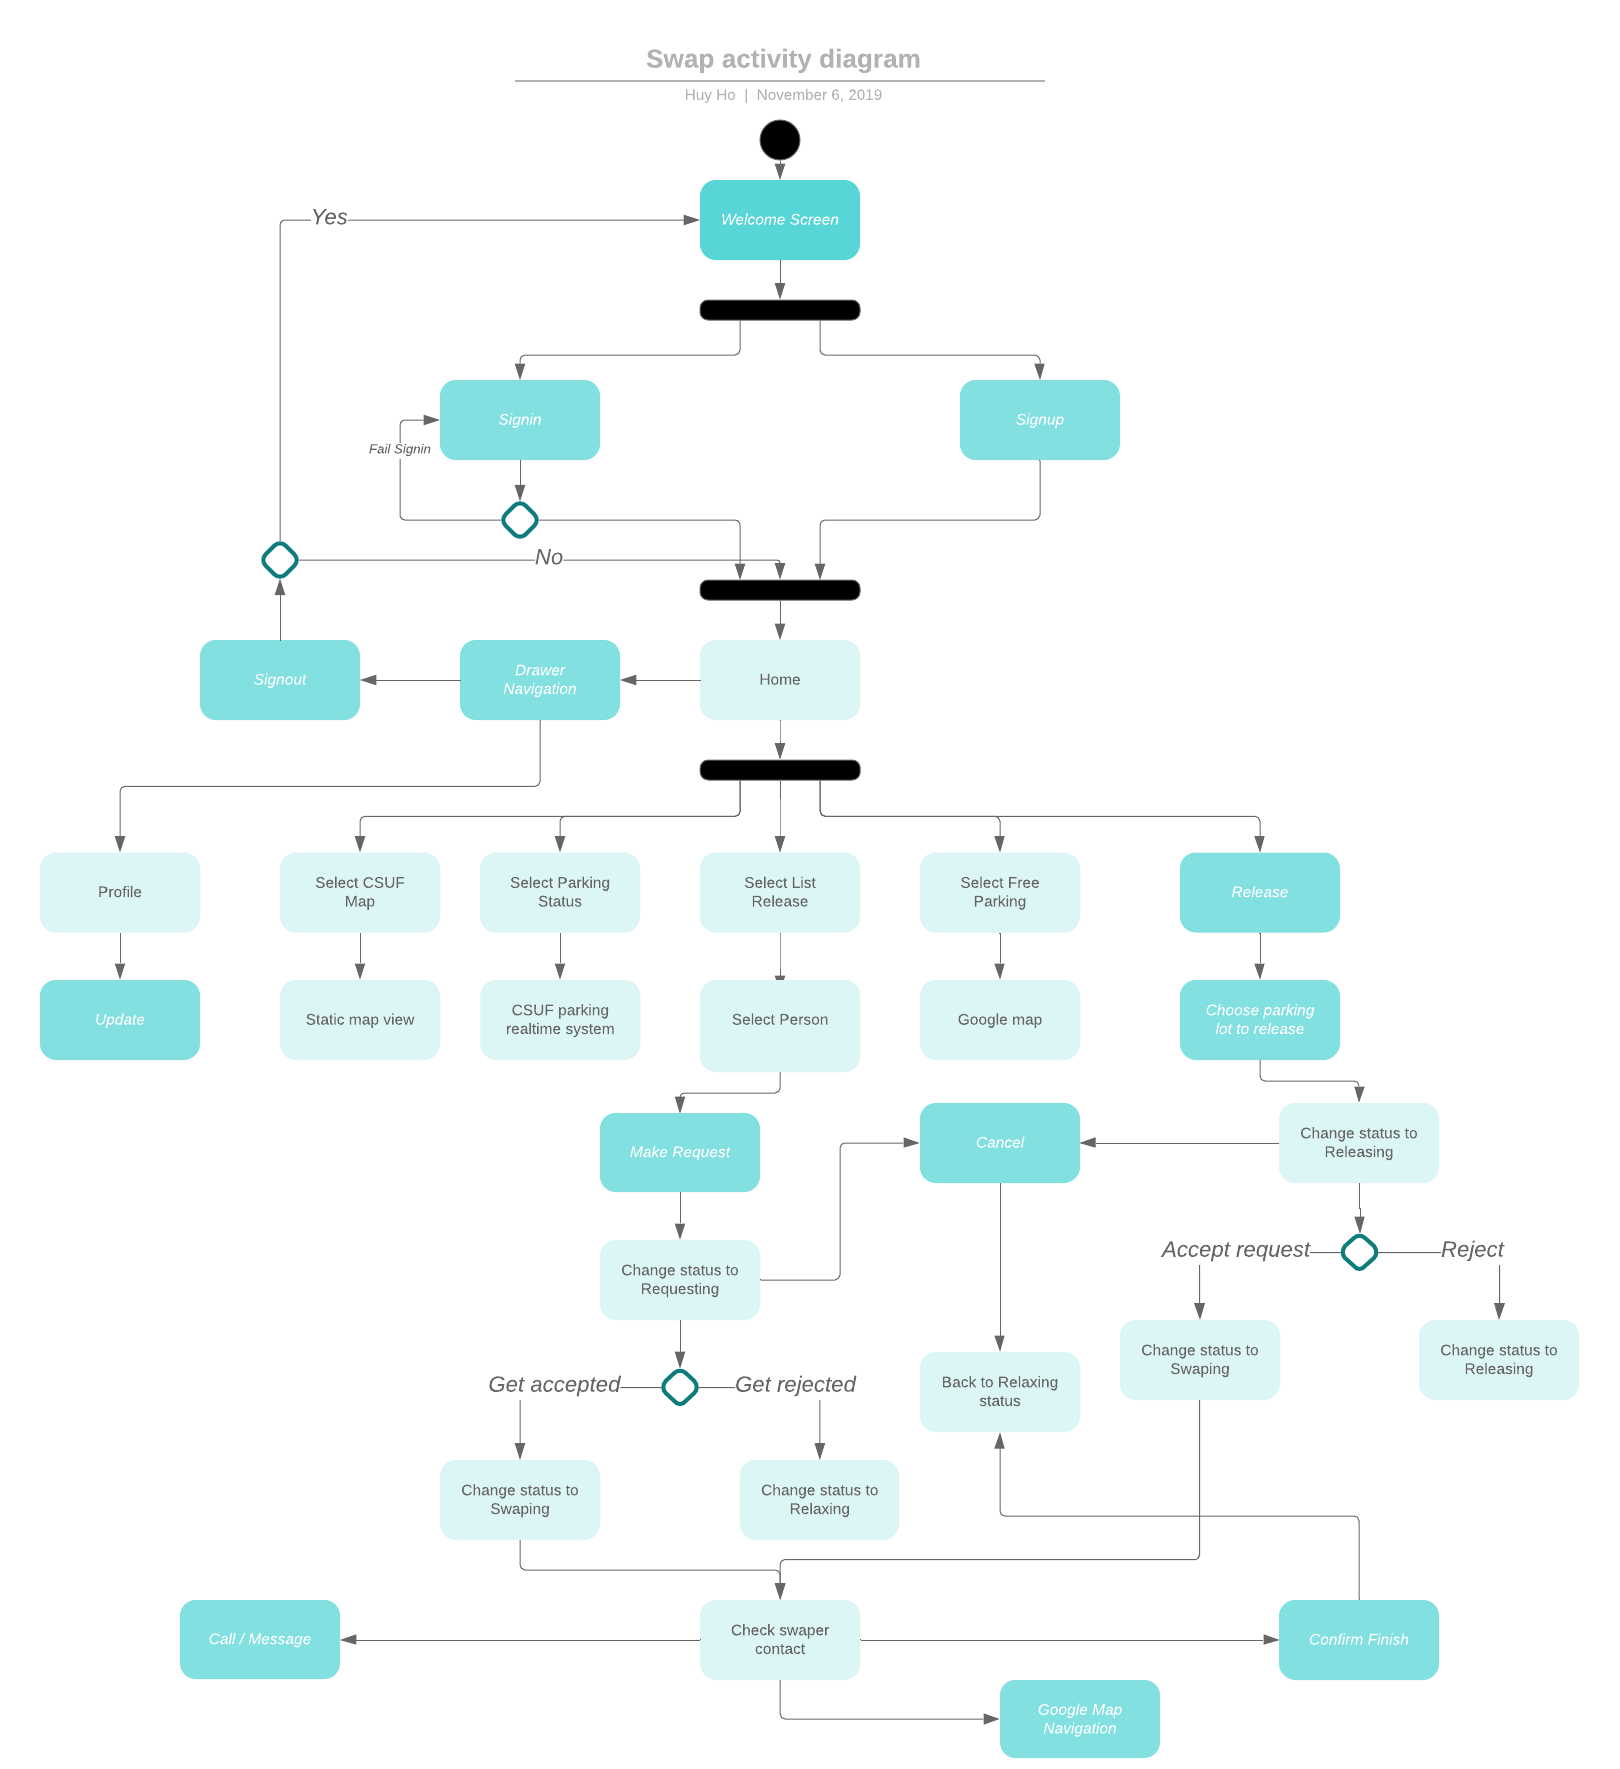 Swap activity diagram
Huy Ho | November 6, 2019
Welcome Screen
Yes
Signin
Signup
Fail Signin
No
Signout
Drawer
Navigation
Home
Profile
Select CSUF
Map
Select Parking
Status
Select List
Release
Select Free
Parking
Release
Update
Static map view
CSUF parking
realtime system
Select Person
Google map
Choose parking
lot to release
Make Request
Cancel
Change status to
Releasing
Change status to
Requesting
Accept request
Reject
Get accepted
Get rejected
Back to Relaxing
status
Change status to
Swaping
Change status to
Releasing
Change status to
Swaping
Change status to
Relaxing
Call / Message
Check swaper
contact
Confirm Finish
Google Map
Navigation